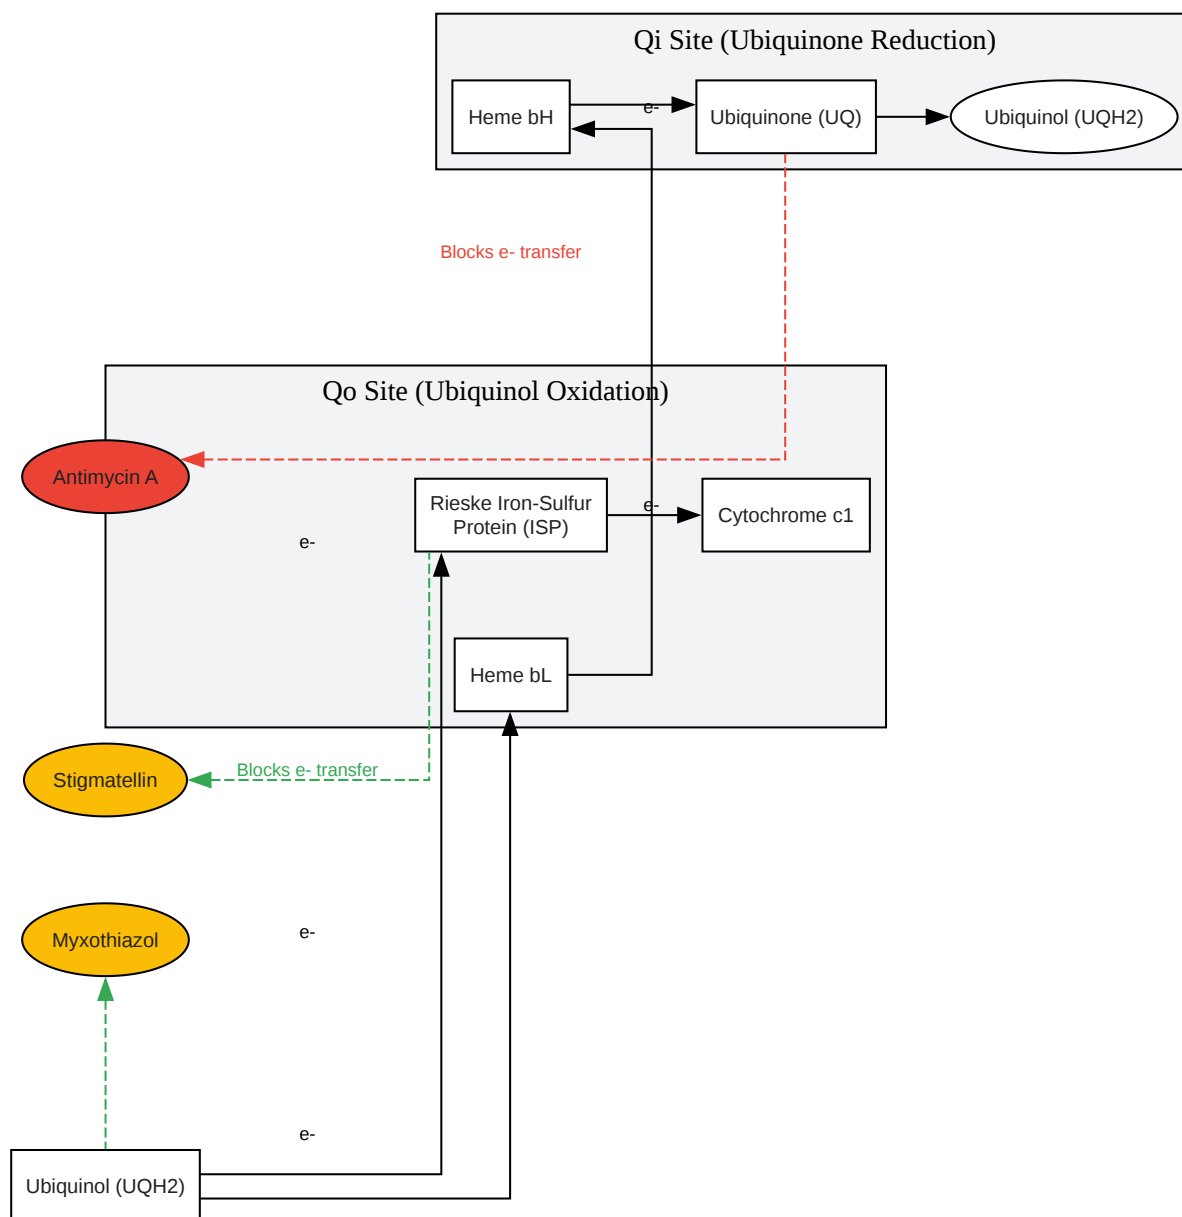 Qi Site (Ubiquinone Reduction)
Heme bH
e-
Ubiquinone (UQ)
Ubiquinol (UQH2)
Blocks e- transfer
Qo Site (Ubiquinol Oxidation)
Antimycin A
Rieske Iron-Sulfur
Protein (ISP)
e-
Cytochrome c1
e-
Heme bL
Stigmatellin
Blocks e- transfer
Myxothiazol
e-
e-
Ubiquinol (UQH2)